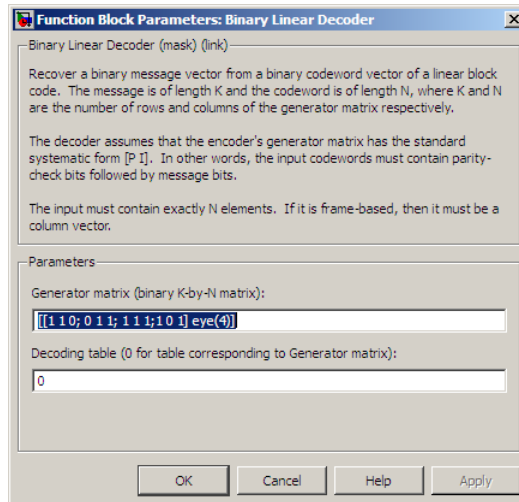 Function Block Parameters: Binary Linear Decoder
Binary Linear Decoder (mask) (link)
Recover a binary message vector from a binary codeword vector of a linear block
code. The message is of length K and the codeword is of length N, where K and N
are the number of rows and columns of the generator matrix respectively.
The decoder assumes that the encoder's generator matrix has the standard
systematic form [P I]. In other words, the input codewords must contain parity-
check bits followed by message bits.
The input must contain exactly N elements. If it is frame-based, then it must be a
column vector.
Parameters
Generator matrix (binary K-by-N matrix):
[[1 1 0; 0 1 1; 1 1 1;1 0 1] eye(4)]
Decoding table (0 for table corresponding to Generator matrix):
0
OK Cancel Help Apply